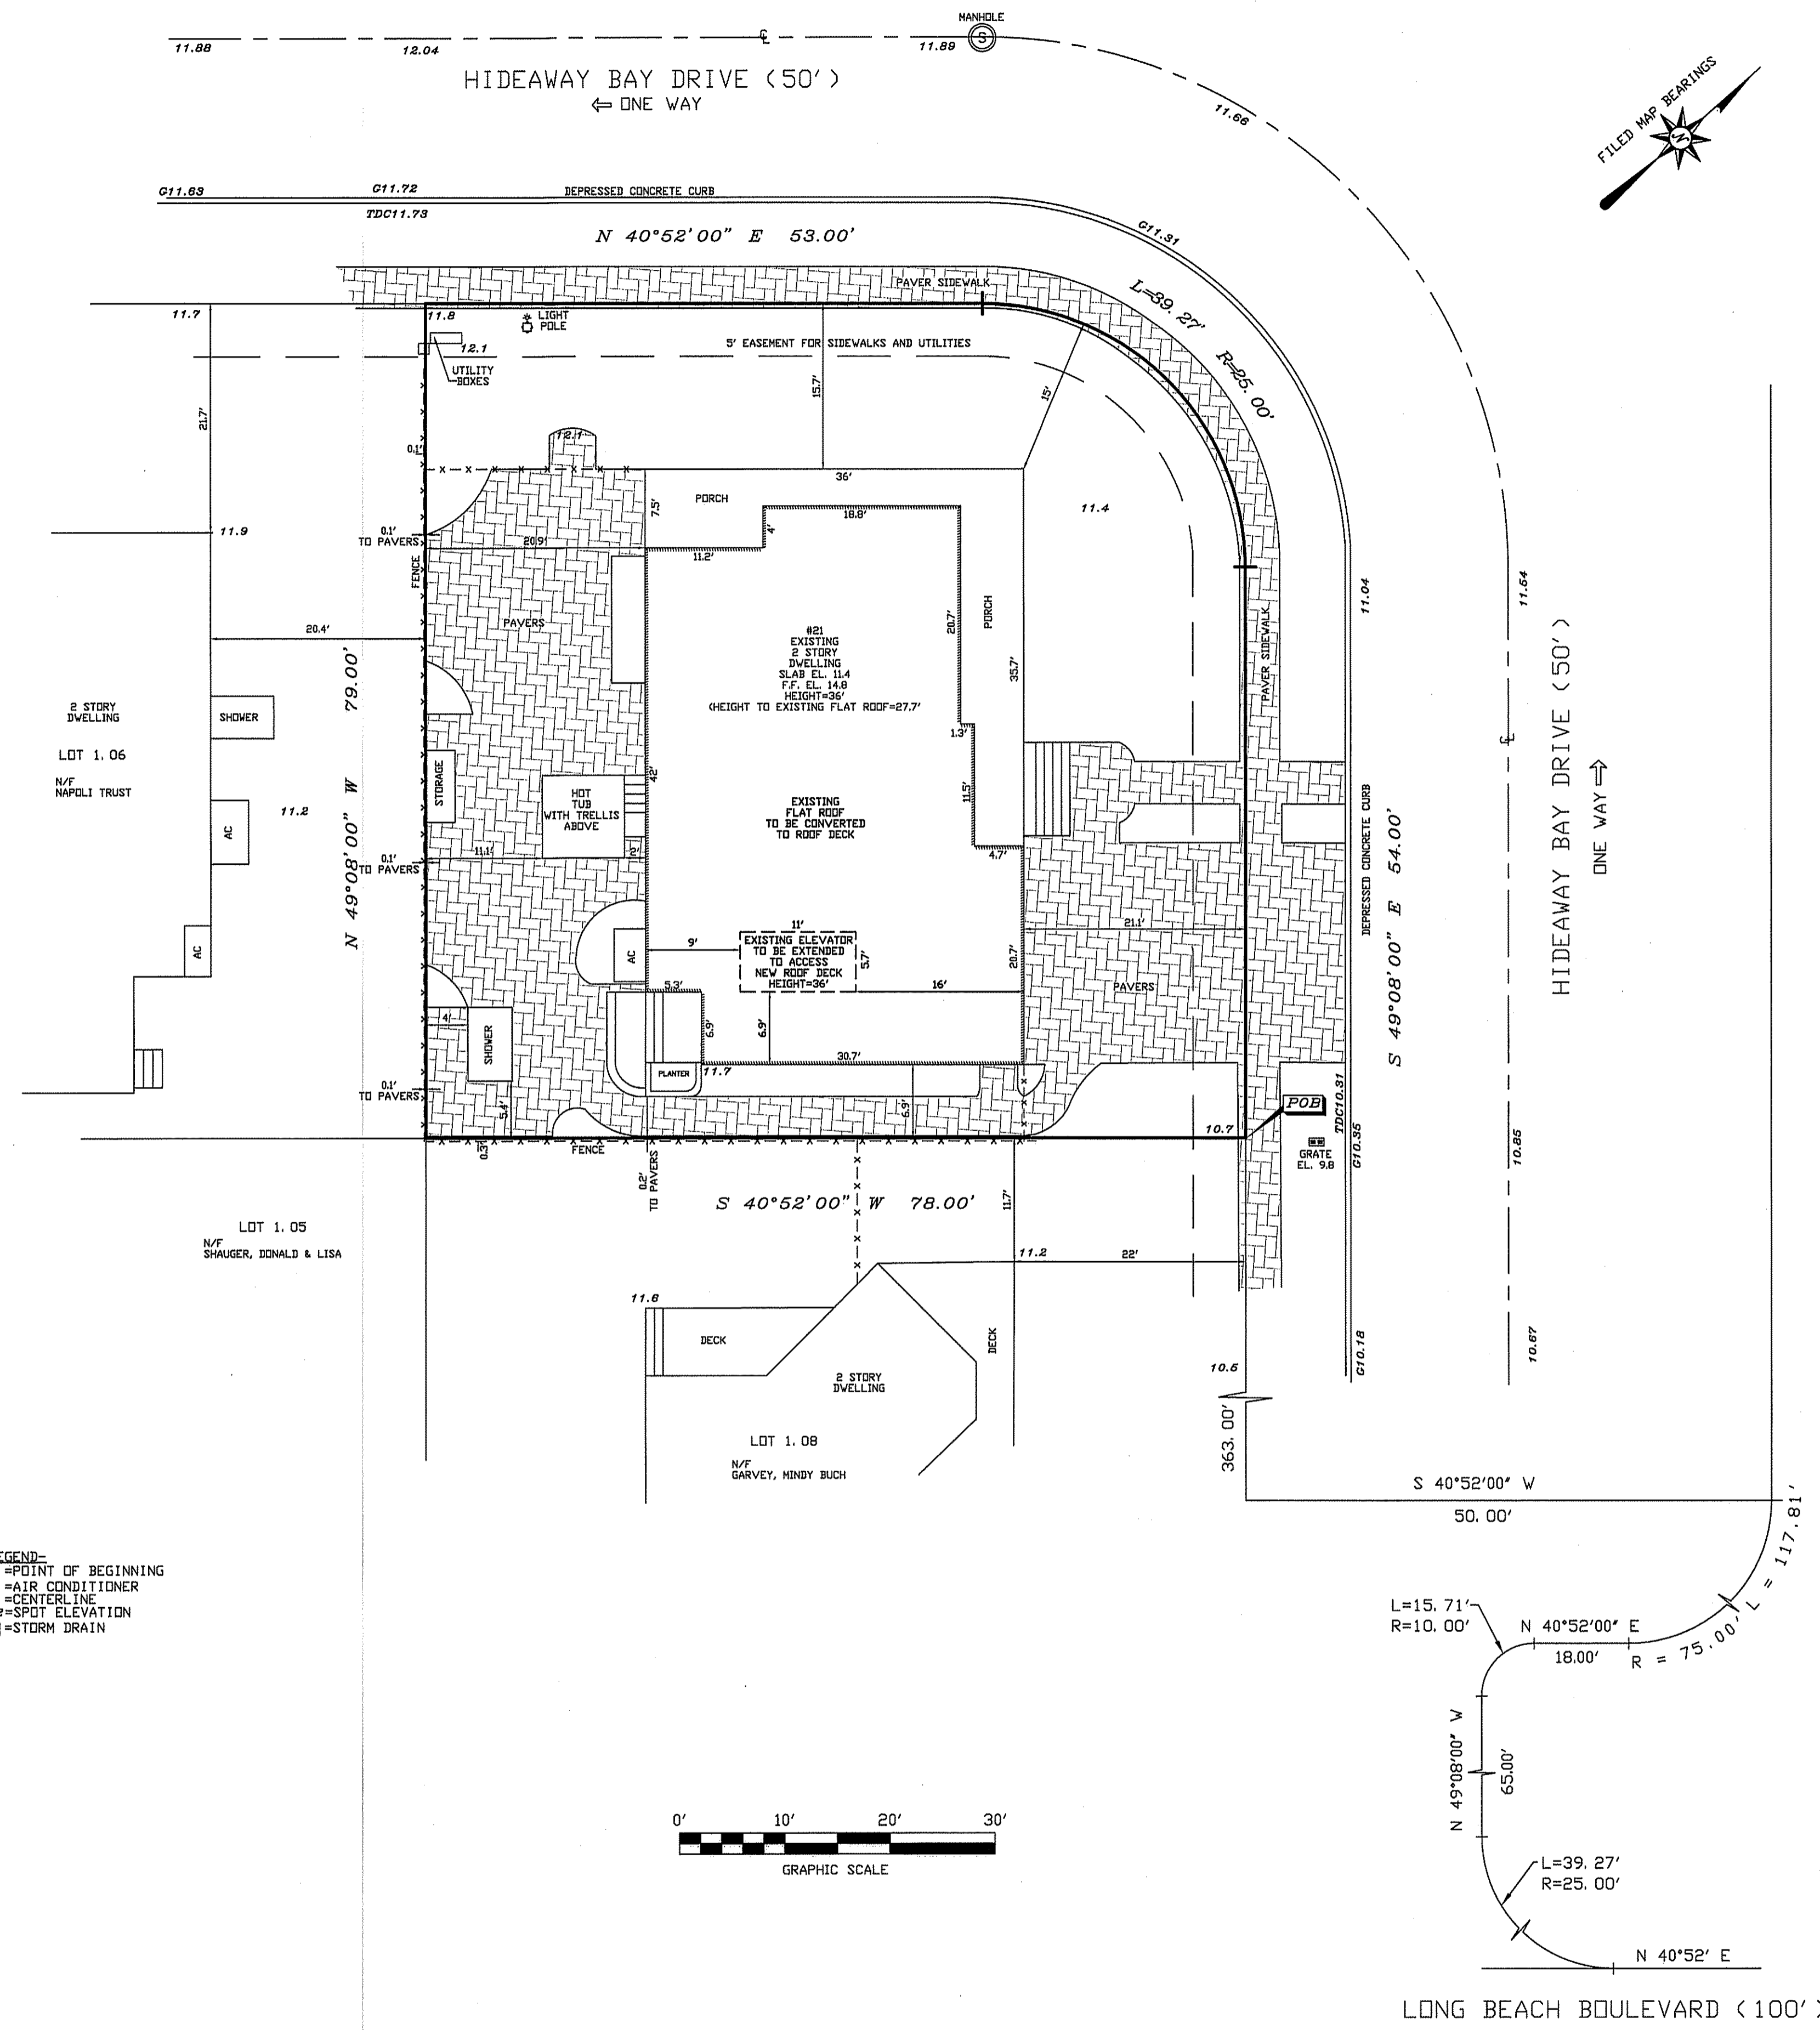 MANHOLE
S
11.88
12.04
11.89
HIDEAWAY BAY DRIVE (50')
⇦ ONE WAY
11.66
FILED MAP BEARINGS
N
G11.63
G11.72
DEPRESSED CONCRETE CURB
TDC11.73
G11.31
N 40°52'00" E 53.00'
PAVER SIDEWALK
L=39.27'
R=25.00'
11.7
11.8
LIGHT
POLE
12.1
5' EASEMENT FOR SIDEWALKS AND UTILITIES
UTILITY
BOXES
21.7'
15.7'
15'
12.1
0.1'
36'
PORCH
7.5'
18.8'
4'
11.4
11.9
0.1'
TO PAVERS
20.9'
11.2'
FENCE
11.04
11.54
PAVERS
20.7'
PORCH
PAVER SIDEWALK
20.4'
#21
EXISTING
2 STORY
DWELLING
SLAB EL. 11.4
F.F. EL. 14.8
HEIGHT=36'
(HEIGHT TO EXISTING FLAT ROOF=27.7'
35.7'
N 49°08'00" W 79.00'
HIDEAWAY BAY DRIVE (50')
ONE WAY ⇨
2 STORY
DWELLING
SHOWER
1.3'
LOT 1.06
N/F
NAPOLI TRUST
STORAGE
42'
HOT
TUB
WITH TRELLIS
ABOVE
11.5'
EXISTING
FLAT ROOF
TO BE CONVERTED
TO ROOF DECK
11.2
AC
11.1'
2'
4.7'
0.1'
TO PAVERS
DEPRESSED CONCRETE CURB
S 49°08'00" E 54.00'
11'
21.1'
9'
EXISTING ELEVATOR
TO BE EXTENDED
TO ACCESS
NEW ROOF DECK
HEIGHT=36'
5.7'
20.7'
AC
AC
5.3'
16'
PAVERS
4'
SHOWER
6.9'
6.9'
30.7'
PLANTER
11.7
0.1'
TO PAVERS
5.4'
6.9'
10.7
POB
TDC10.31
G10.35
GRATE
EL. 9.8
10.85
0.3'
FENCE
0.2'
TO PAVERS
S 40°52'00" W 78.00'
11.7'
LOT 1.05
N/F
SHAUGER, DONALD & LISA
11.2
22'
11.6
DECK
DECK
2 STORY
DWELLING
10.5
G10.18
10.67
LOT 1.08
N/F
GARVEY, MINDY BUCH
363.00'
S 40°52'00" W
50.00'
R = 75.00' L = 117.81'
EGEND-
=POINT OF BEGINNING
=AIR CONDITIONER
=CENTERLINE
=SPOT ELEVATION
=STORM DRAIN
L=15.71'
R=10.00'
N 40°52'00" E
18.00'
N 49°08'00" W
65.00'
0' 10' 20' 30'
GRAPHIC SCALE
L=39.27'
R=25.00'
N 40°52' E
LONG BEACH BOULEVARD (100')